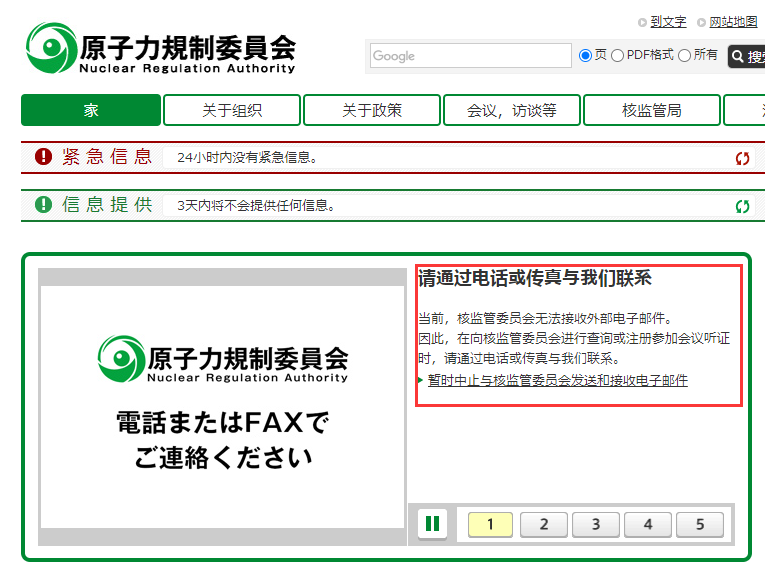 到文字 网站地图
原子力規制委員会
Nuclear Regulation Authority
Google 页 PDF格式 所有 搜
家 关于组织 关于政策 会议，访谈等 核监管局
紧急信息 24小时内没有紧急信息。
信息提供 3天内将不会提供任何信息。
原子力規制委員会
Nuclear Regulation Authority
電話またはFAXで
ご連絡ください
请通过电话或传真与我们联系
当前，核监管委员会无法接收外部电子邮件。
因此，在向核监管委员会进行查询或注册参加会议听证
时，请通过电话或传真与我们联系。
暂时中止与核监管委员会发送和接收电子邮件
1 2 3 4 5